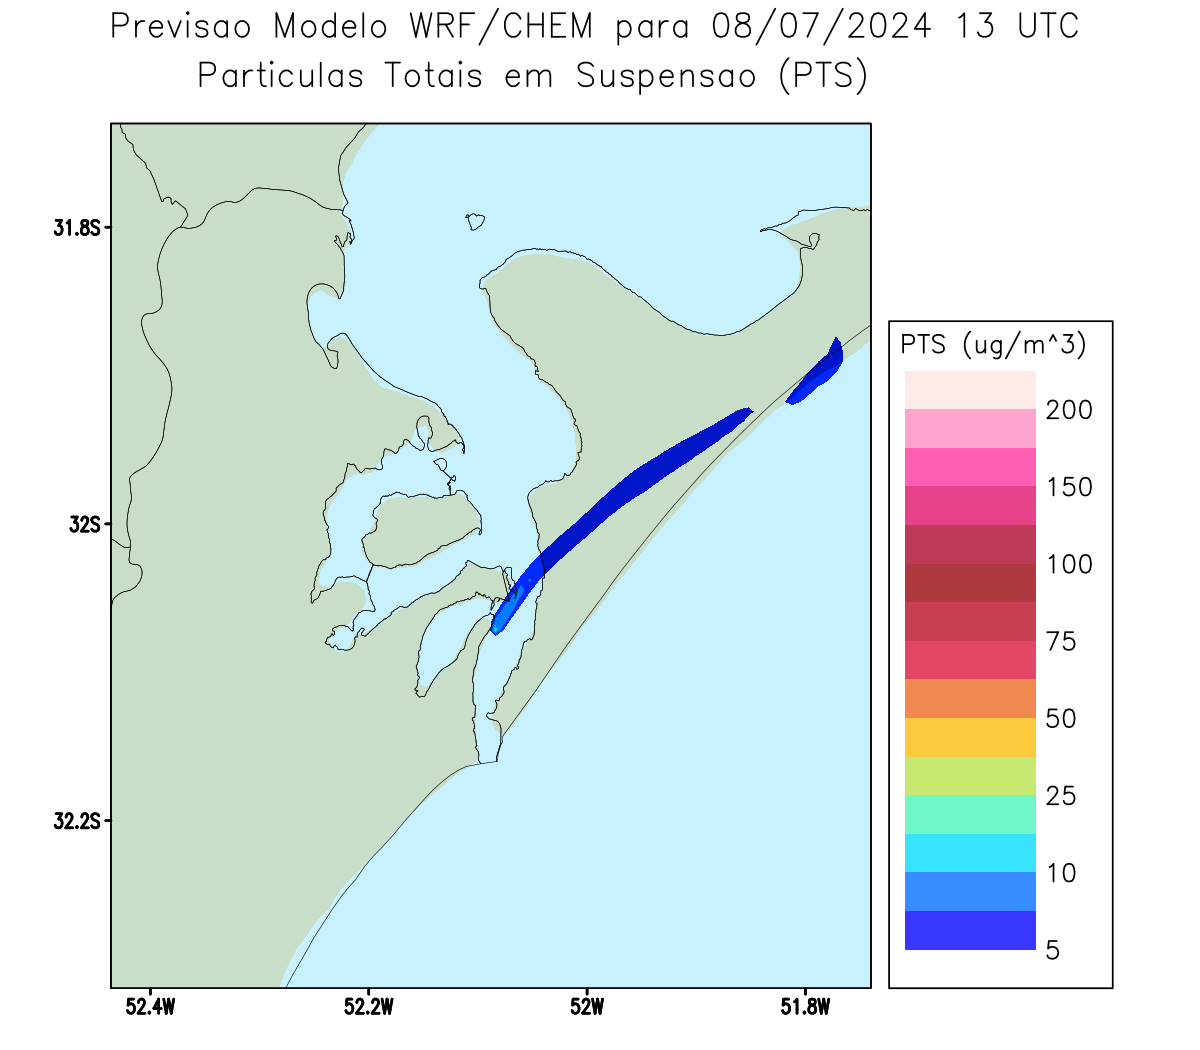 Previsao Modelo WRF/CHEM para 08/07/2024 13 UTC
Particulas Totais em Suspensao (PTS)
31.8S
32S
32.2S
52.4W
52.2W
52W
51.8W
PTS (ug/m^3)
200
150
100
75
50
25
10
5